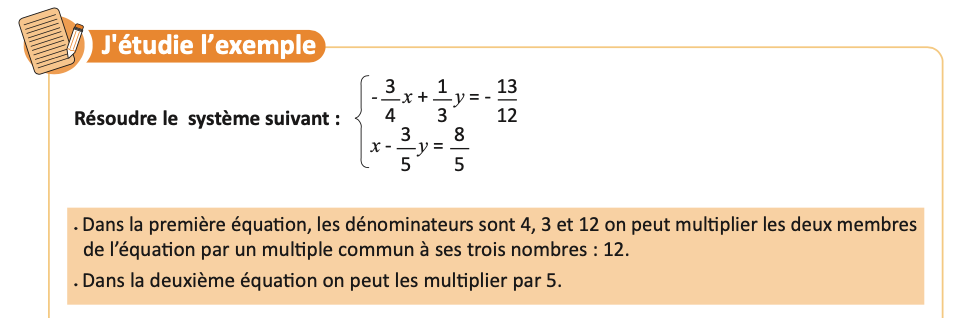 J'étudie l’exemple
Résoudre le système suivant :
- 3/4 x + 1/3 y = - 13/12
x - 3/5 y = 8/5
• Dans la première équation, les dénominateurs sont 4, 3 et 12 on peut multiplier les deux membres
de l’équation par un multiple commun à ses trois nombres : 12.
• Dans la deuxième équation on peut les multiplier par 5.